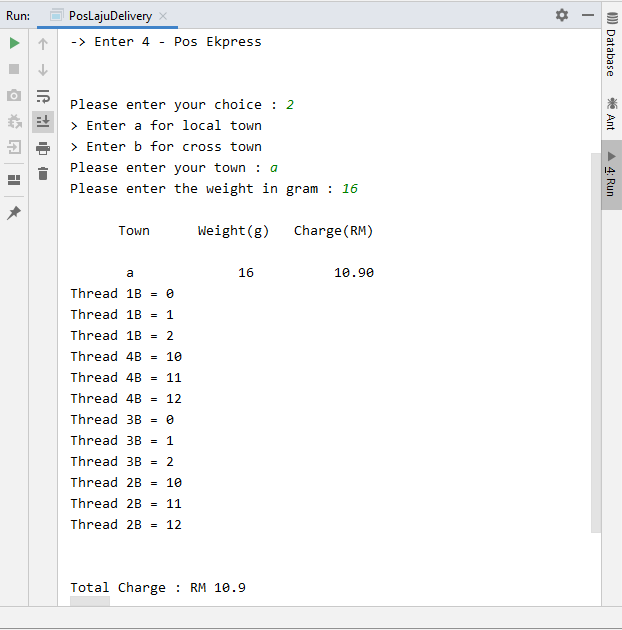 Run: PosLajuDelivery
-> Enter 4 - Pos Ekpress
Please enter your choice : 2
> Enter a for local town
> Enter b for cross town
Please enter your town : a
Please enter the weight in gram : 16
Town Weight(g) Charge(RM)
a 16 10.90
Thread 1B = 0
Thread 1B = 1
Thread 1B = 2
Thread 4B = 10
Thread 4B = 11
Thread 4B = 12
Thread 3B = 0
Thread 3B = 1
Thread 3B = 2
Thread 2B = 10
Thread 2B = 11
Thread 2B = 12
Total Charge : RM 10.9
Database
Ant
4: Run